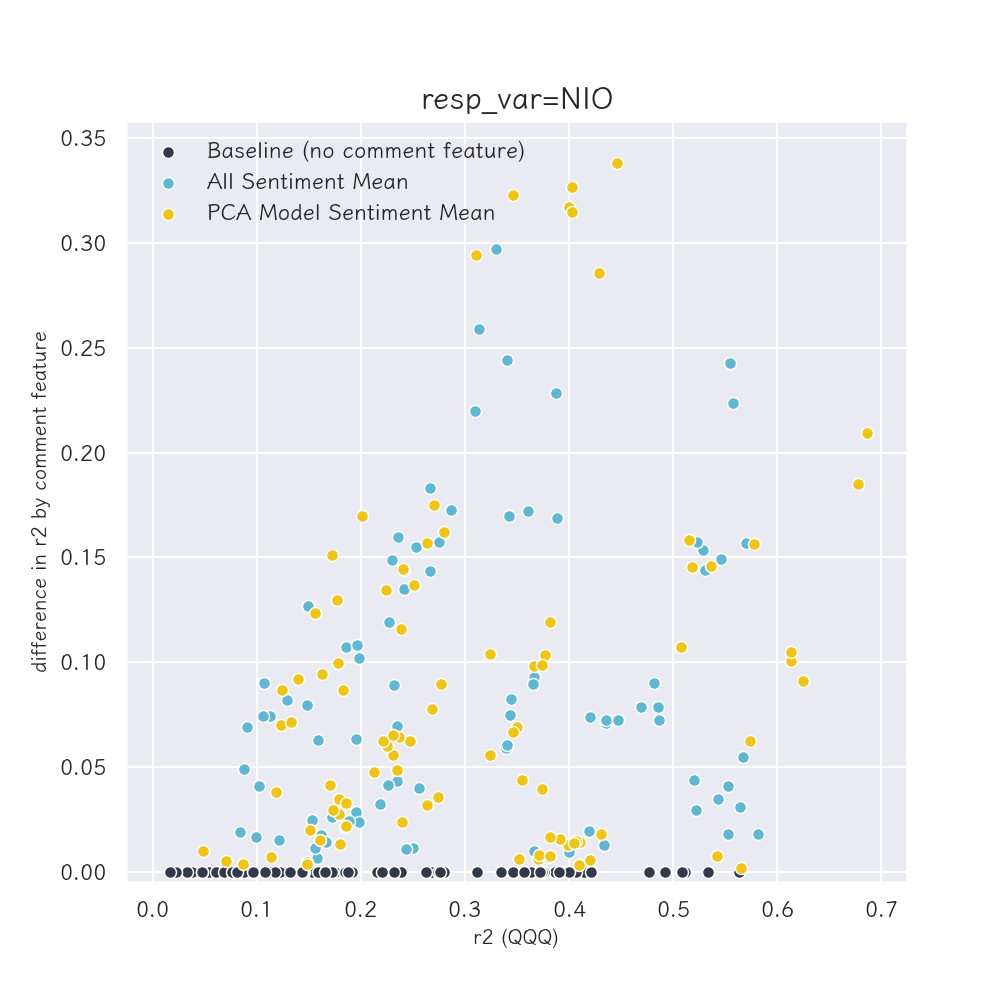 resp_var=NIO
Baseline (no comment feature)
All Sentiment Mean
PCA Model Sentiment Mean
difference in r2 by comment feature
0.35
0.30
0.25
0.20
0.15
0.10
0.05
0.00
0.0 0.1 0.2 0.3 0.4 0.5 0.6 0.7
r2 (QQQ)